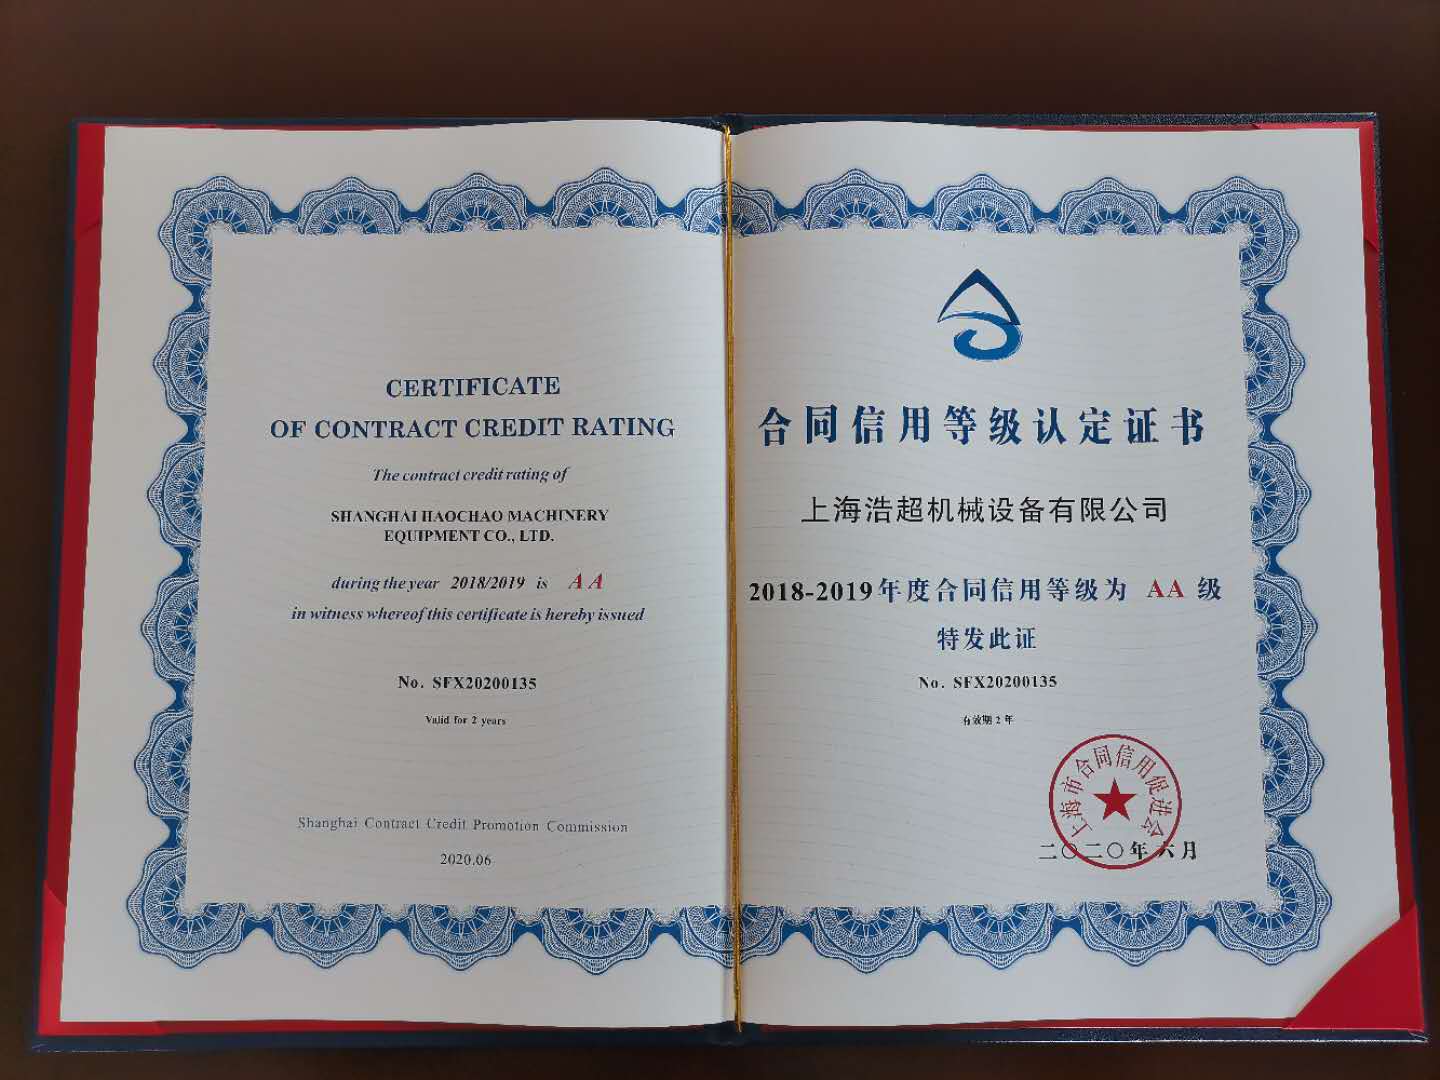 CERTIFICATE
OF CONTRACT CREDIT RATING
The contract credit rating of
SHANGHAI HAOCHAO MACHINERY
EQUIPMENT CO., LTD.
during the year 2018/2019 is AA
in witness whereof this certificate is hereby issued
No. SFX20200135
Valid for 2 years
Shanghai Contract Credit Promotion Commission
2020.06
合同信用等级认定证书
上海浩超机械设备有限公司
2018-2019年度合同信用等级为 AA 级
特发此证
No. SFX20200135
有效期2年
上海市合同信用促进会
二〇二〇年六月